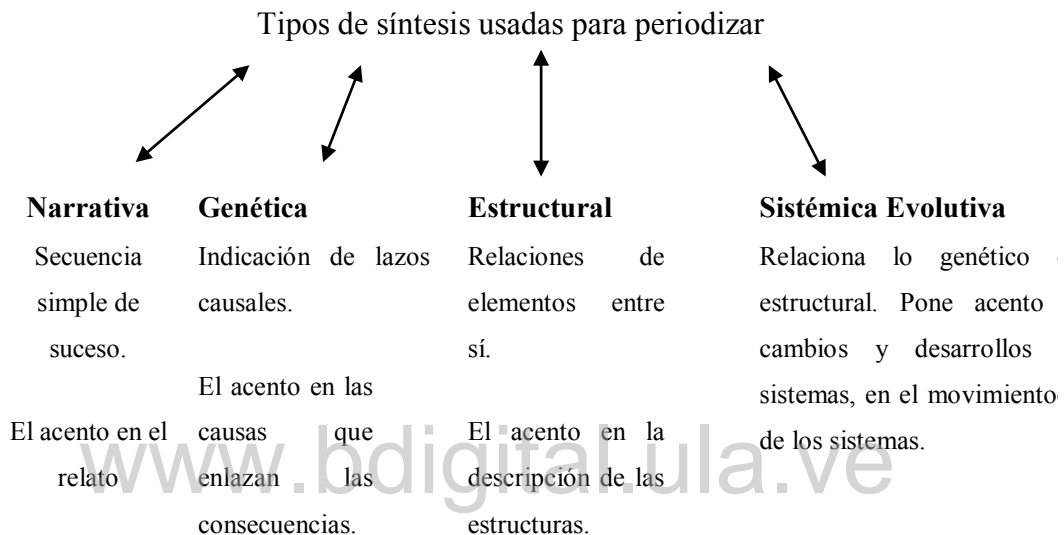 Tipos de síntesis usadas para periodizar
Narrativa
Secuencia
simple de
suceso.
El acento en el
relato
Genética
Indicación de lazos
causales.
El acento en las
causas que
enlazan las
consecuencias.
Estructural
Relaciones de
elementos entre
sí.
El acento en la
descripción de las
estructuras.
Sistémica Evolutiva
Relaciona lo genético
estructural. Pone acento
cambios y desarrollos
sistemas, en el movimiento
de los sistemas.
www.bdigital.ula.ve